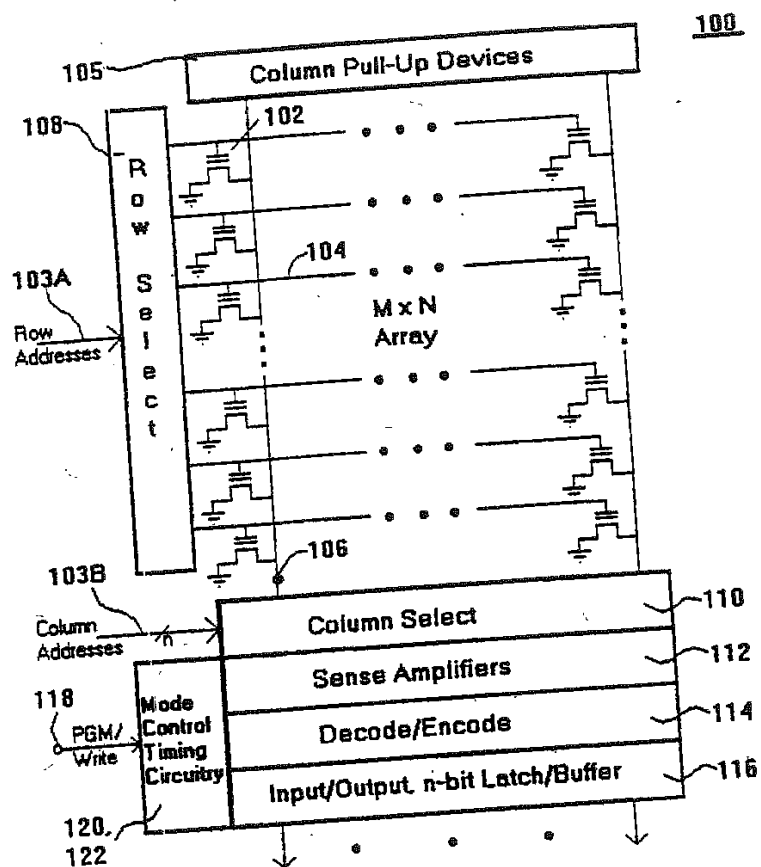 100
105
Column Pull-Up Devices
108
102
Row Select
104
103A
Row
Addresses
M x N
Array
106
103B
Column
Addresses
n
Column Select
110
Sense Amplifiers
112
118
PGM/
Write
Mode
Control
Timing
Circuitry
Decode/Encode
114
Input/Output, n-bit Latch/Buffer
116
120,
122